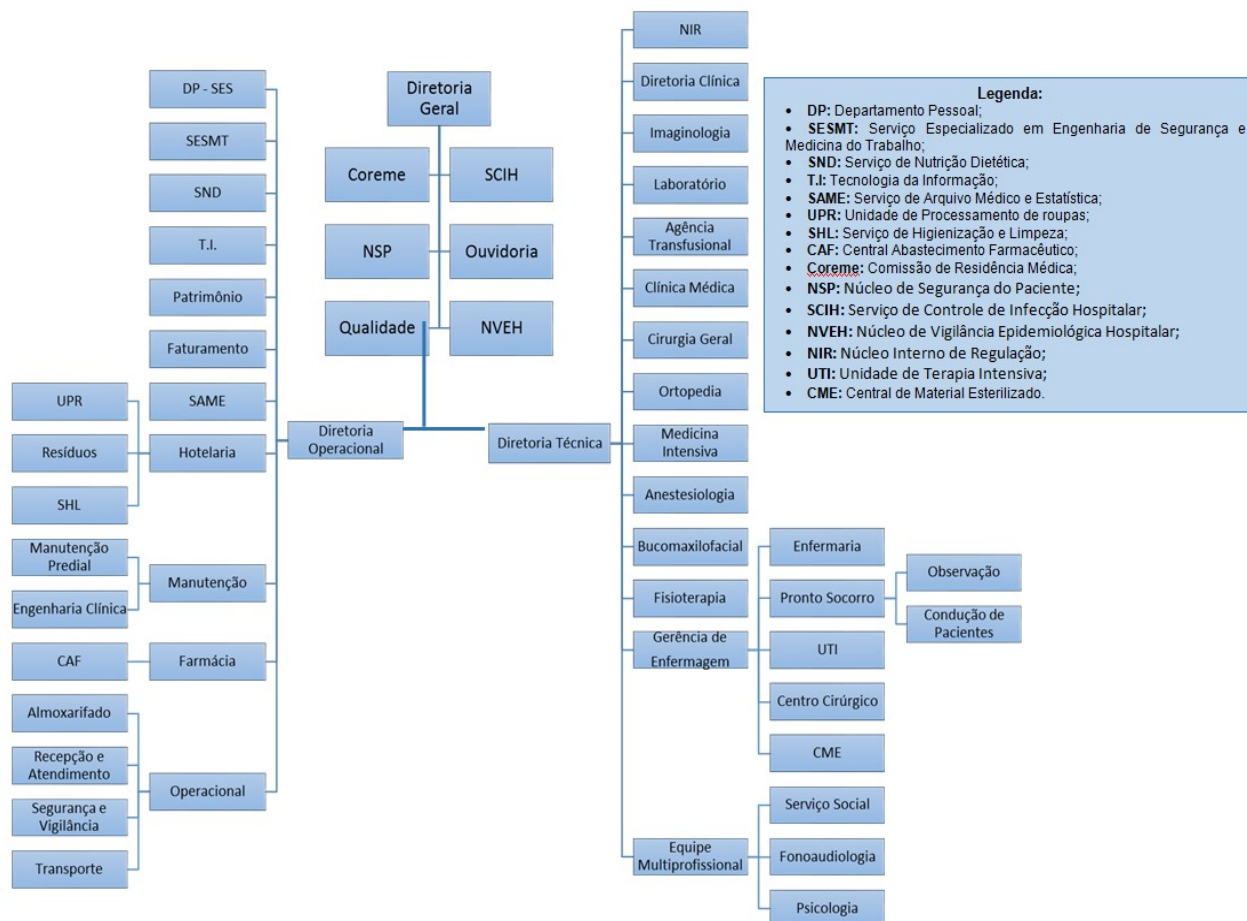 Diretoria
Geral
Coreme
SCIH
NSP
Ouvidoria
Qualidade
NVEH
Diretoria
Operacional
DP - SES
SESMT
SND
T.I.
Patrimônio
Faturamento
SAME
Hotelaria
UPR
Resíduos
SHL
Manutenção
Manutenção
Predial
Engenharia Clínica
Farmácia
CAF
Operacional
Almoxarifado
Recepção e
Atendimento
Segurança e
Vigilância
Transporte
Diretoria Técnica
NIR
Diretoria Clínica
Imaginologia
Laboratório
Agência
Transfusional
Clínica Médica
Cirurgia Geral
Ortopedia
Medicina
Intensiva
Anestesiologia
Bucomaxilofacial
Fisioterapia
Gerência de
Enfermagem
Enfermaria
Pronto Socorro
Observação
Condução de
Pacientes
UTI
Centro Cirúrgico
CME
Equipe
Multiprofissional
Serviço Social
Fonoaudiologia
Psicologia
Legenda:
• DP: Departamento Pessoal;
• SESMT: Serviço Especializado em Engenharia de Segurança e
Medicina do Trabalho;
• SND: Serviço de Nutrição Dietética;
• T.I: Tecnologia da Informação;
• SAME: Serviço de Arquivo Médico e Estatística;
• UPR: Unidade de Processamento de roupas;
• SHL: Serviço de Higienização e Limpeza;
• CAF: Central Abastecimento Farmacêutico;
• Coreme: Comissão de Residência Médica;
• NSP: Núcleo de Segurança do Paciente;
• SCIH: Serviço de Controle de Infecção Hospitalar;
• NVEH: Núcleo de Vigilância Epidemiológica Hospitalar;
• NIR: Núcleo Interno de Regulação;
• UTI: Unidade de Terapia Intensiva;
• CME: Central de Material Esterilizado.